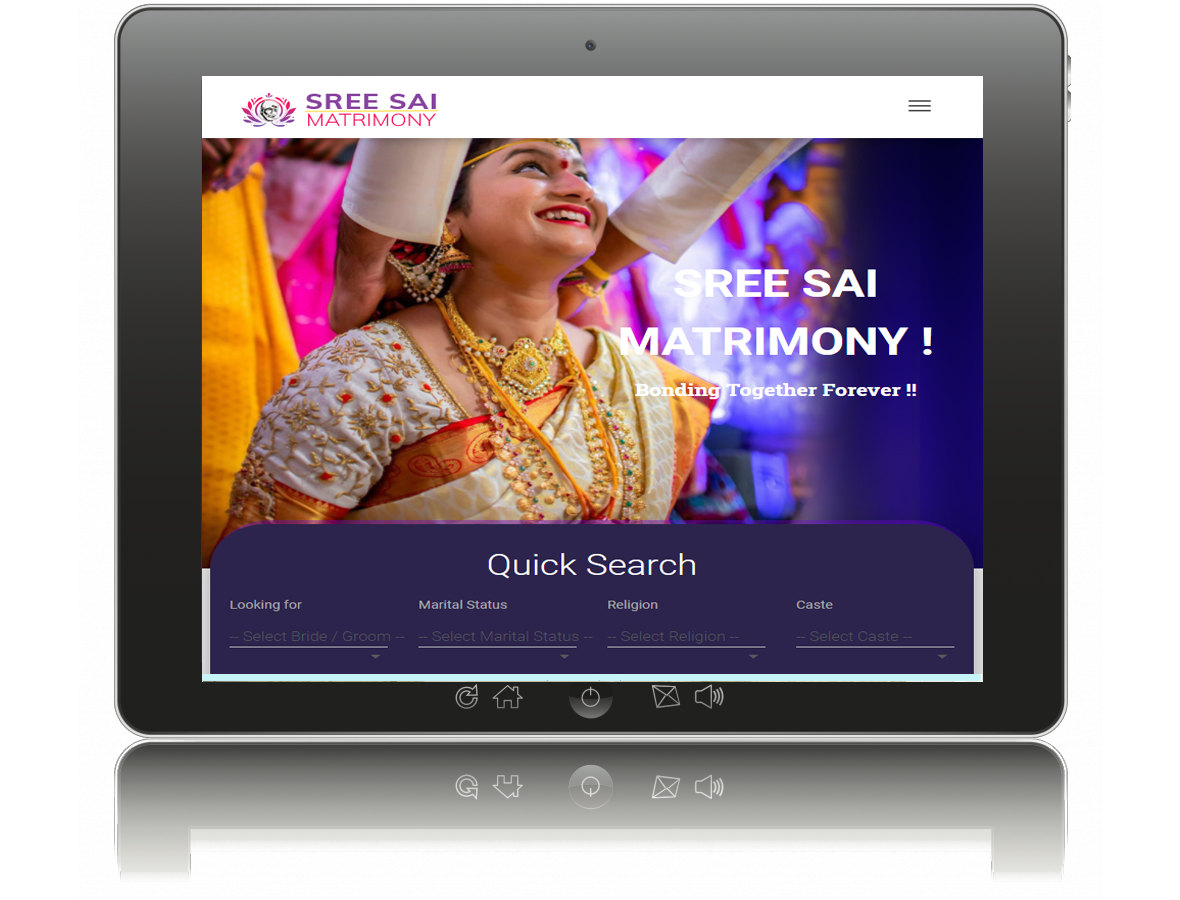 SREE SAI
MATRIMONY
SREE SAI
MATRIMONY !
Bonding Together Forever !!
Quick Search
Looking for
Marital Status
Religion
Caste
-- Select Bride / Groom --
-- Select Marital Status --
-- Select Religion --
-- Select Caste --